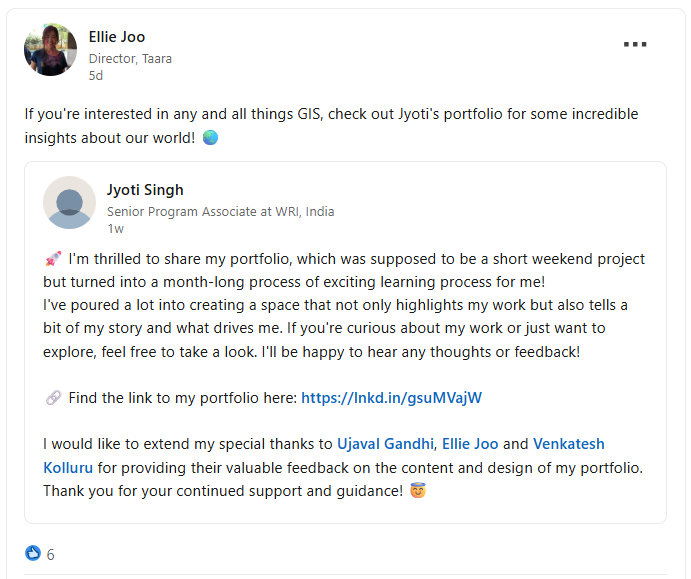 Ellie Joo
Director, Taara
5d
If you're interested in any and all things GIS, check out Jyoti's portfolio for some incredible
insights about our world! 🌍
Jyoti Singh
Senior Program Associate at WRI, India
1w
🚀 I'm thrilled to share my portfolio, which was supposed to be a short weekend project
but turned into a month-long process of exciting learning process for me!
I've poured a lot into creating a space that not only highlights my work but also tells a
bit of my story and what drives me. If you're curious about my work or just want to
explore, feel free to take a look. I'll be happy to hear any thoughts or feedback!
🔗 Find the link to my portfolio here: https://lnkd.in/gsuMVajW
I would like to extend my special thanks to Ujaval Gandhi, Ellie Joo and Venkatesh
Kolluru for providing their valuable feedback on the content and design of my portfolio.
Thank you for your continued support and guidance! 😇
6